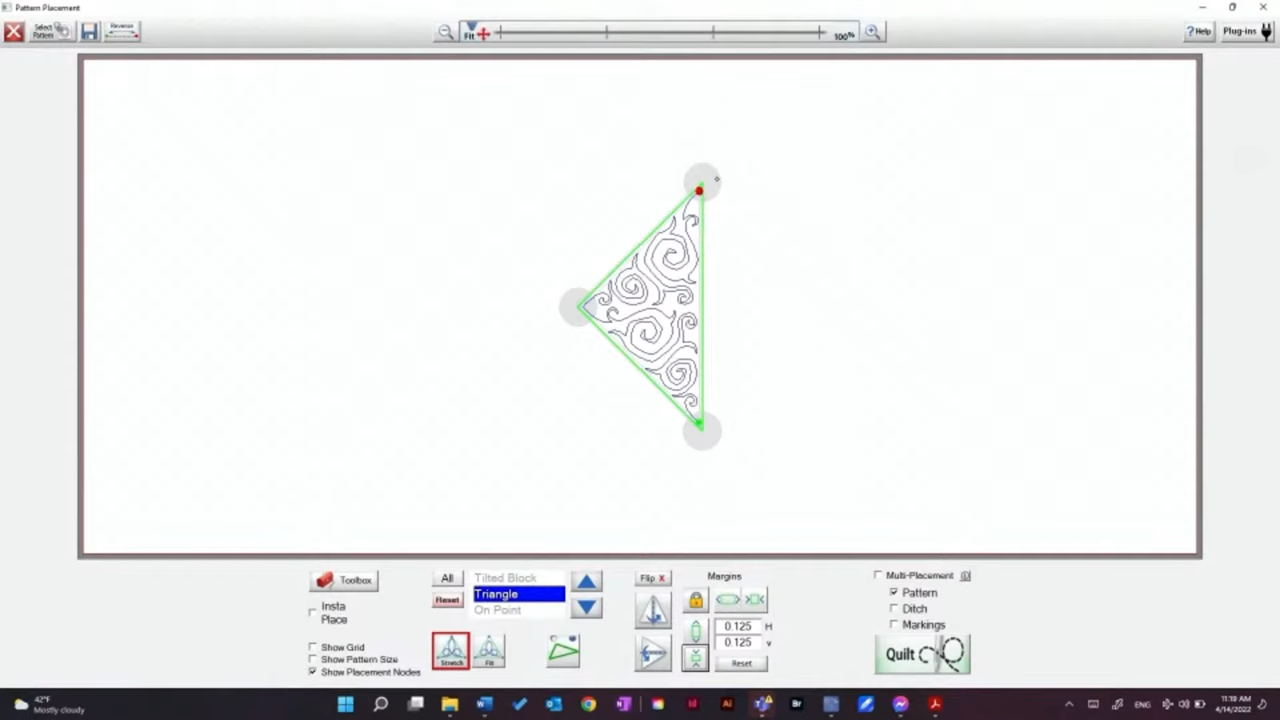 Pattern Placement
Select Pattern
Reverse
Fit
100%
? Help
Plug-ins
Toolbox
Insta Place
Show Grid
Show Pattern Size
Show Placement Nodes
All
Reset
Tilted Block
Triangle
On Point
Stretch
Fit
Flip X
Margins
0.125 H
0.125 v
Reset
Multi-Placement
Pattern
Ditch
Markings
Quilt
42°F
Mostly cloudy
ENG
11:19 AM
4/14/2022